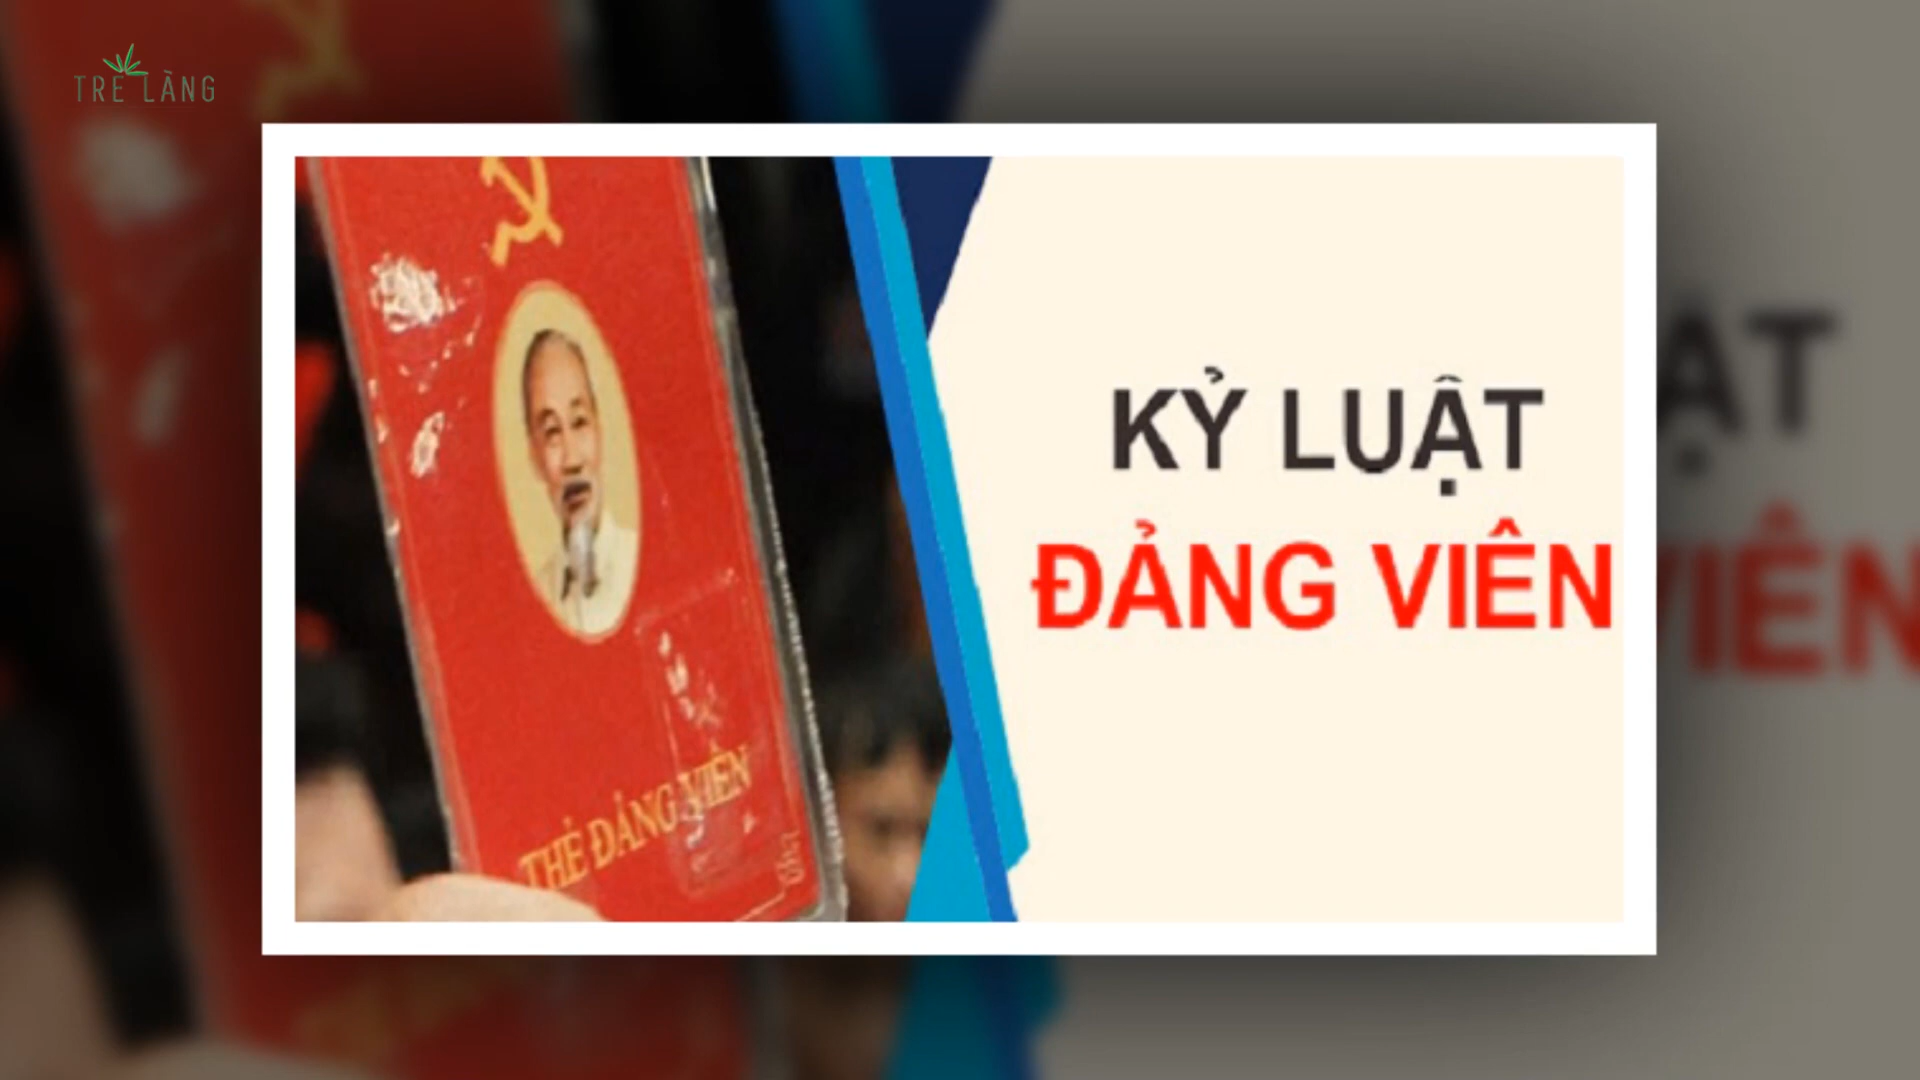 TRE LÀNG
KỶ LUẬT
ĐẢNG VIÊN
THẺ ĐẢNG VIÊN